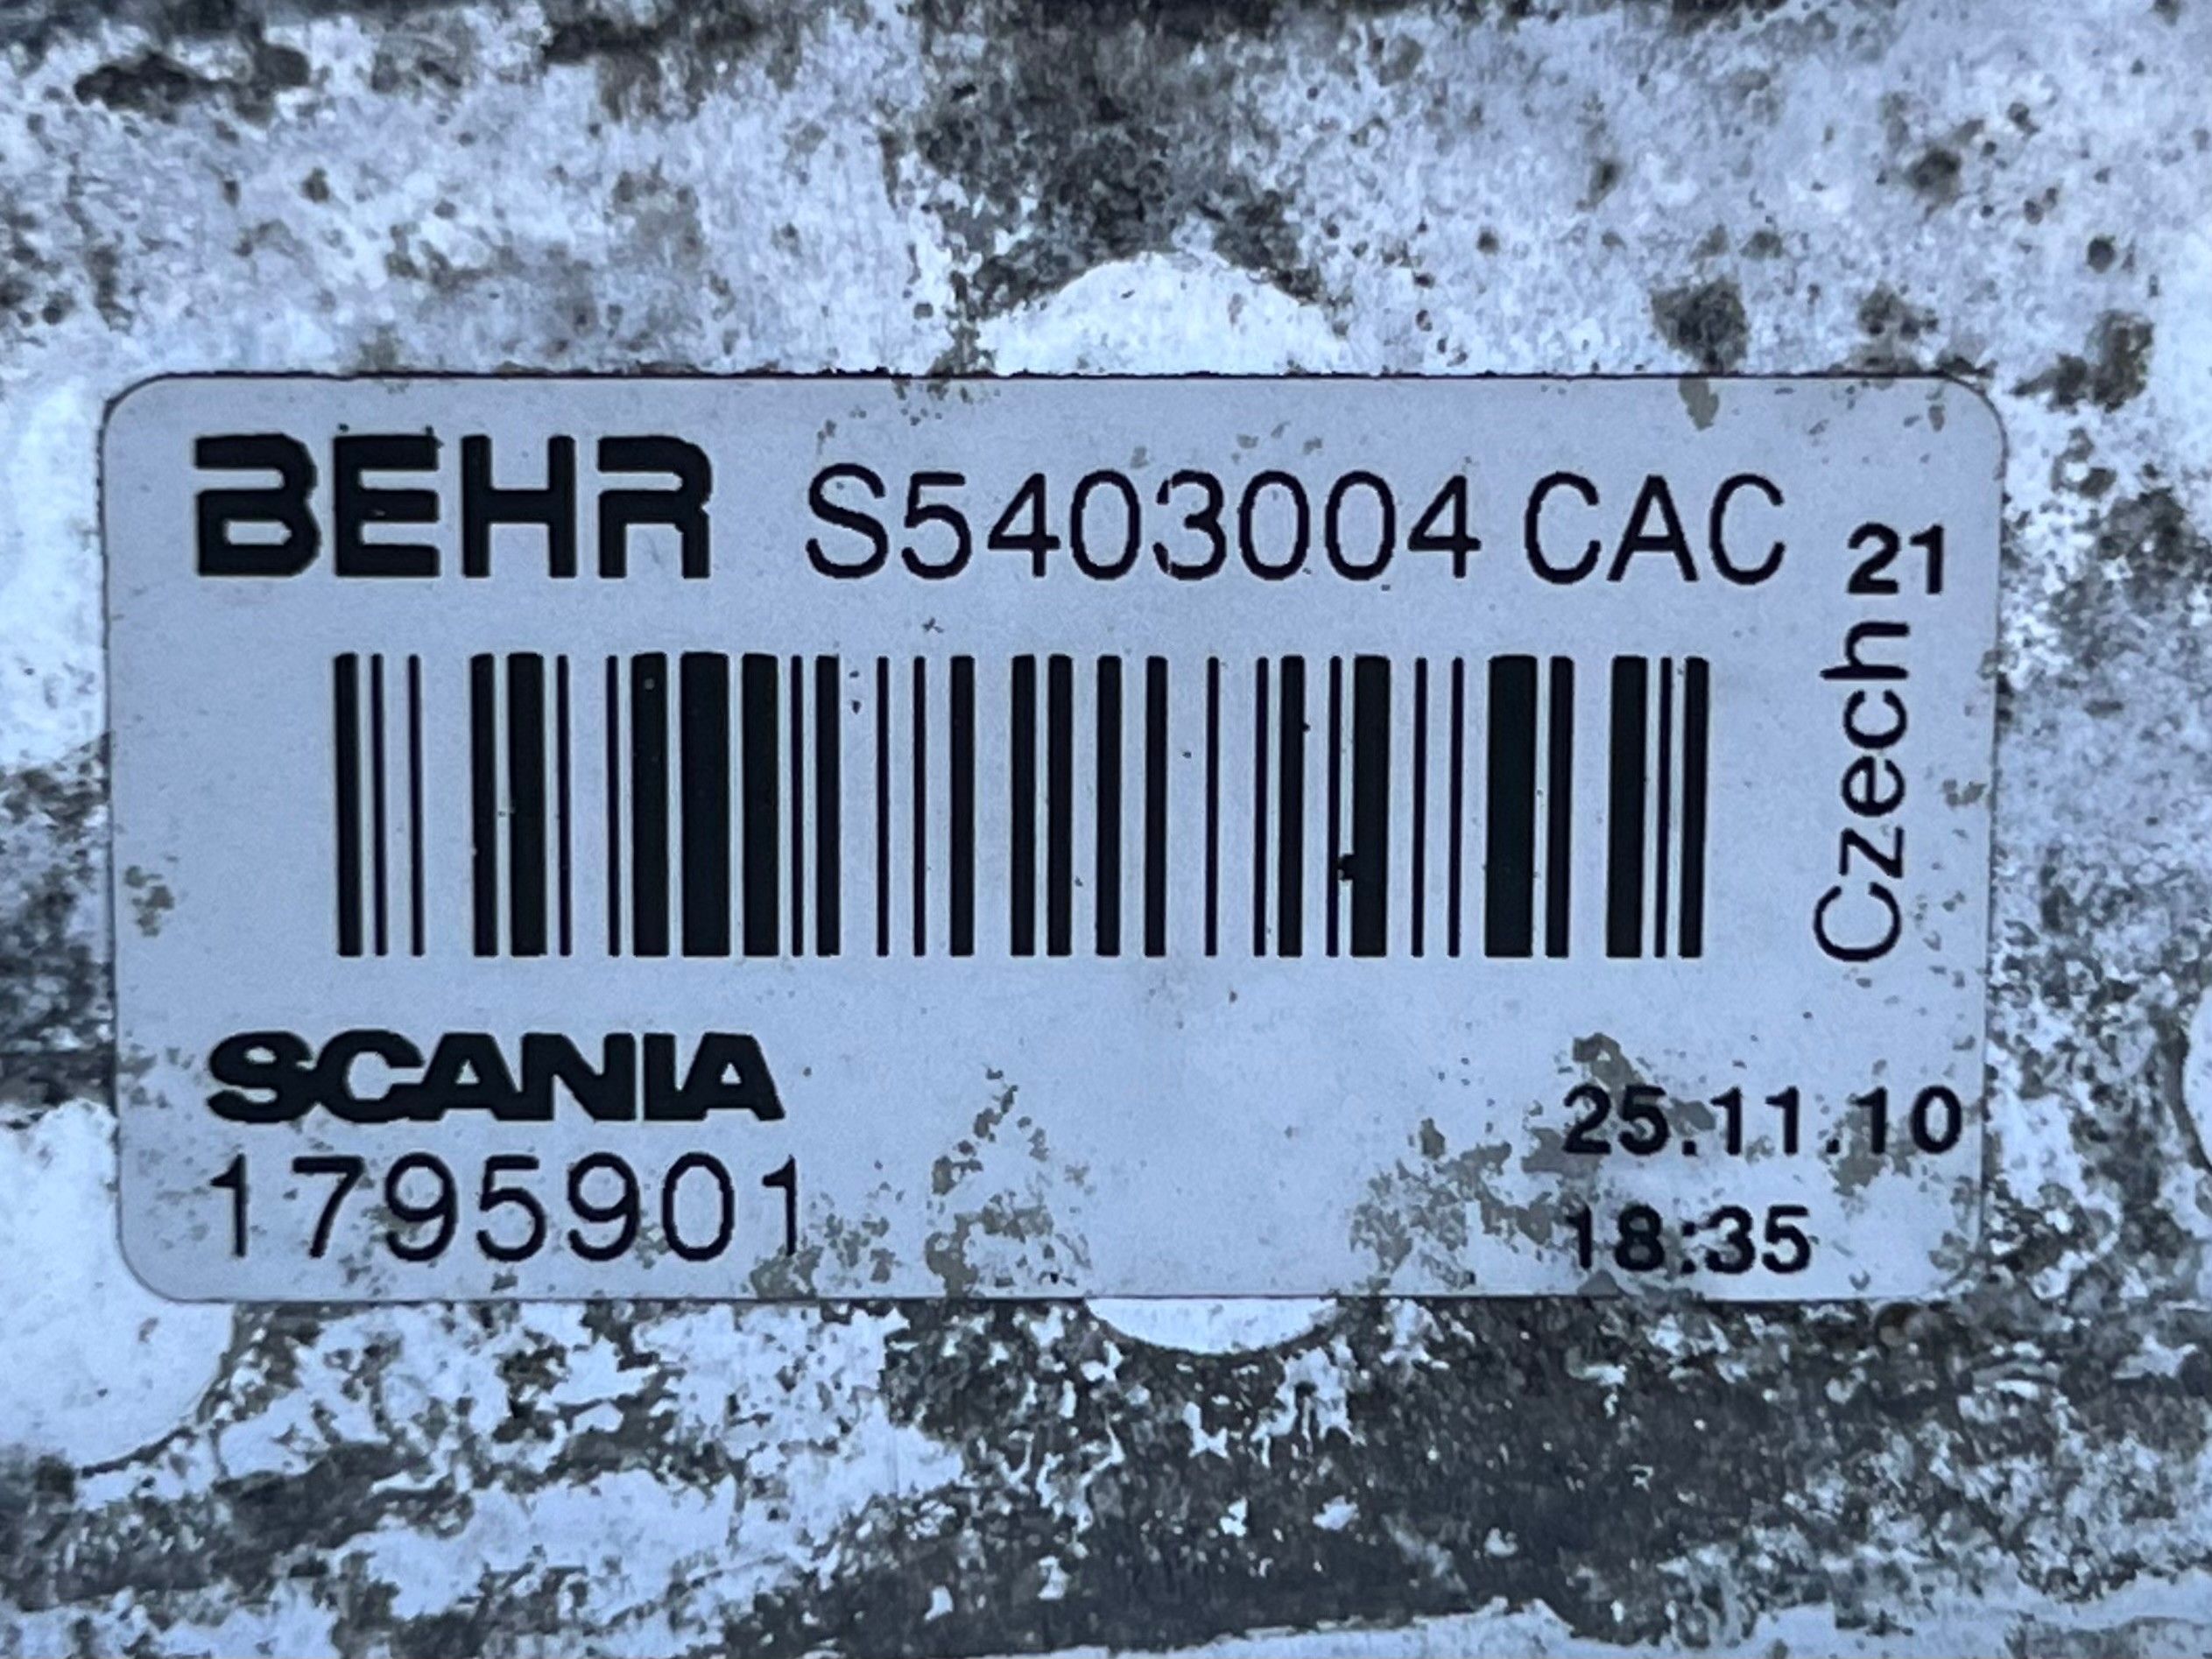 BEHR S5403004 CAC
21
Czech
SCANIA
1795901
25.11.10
18:35